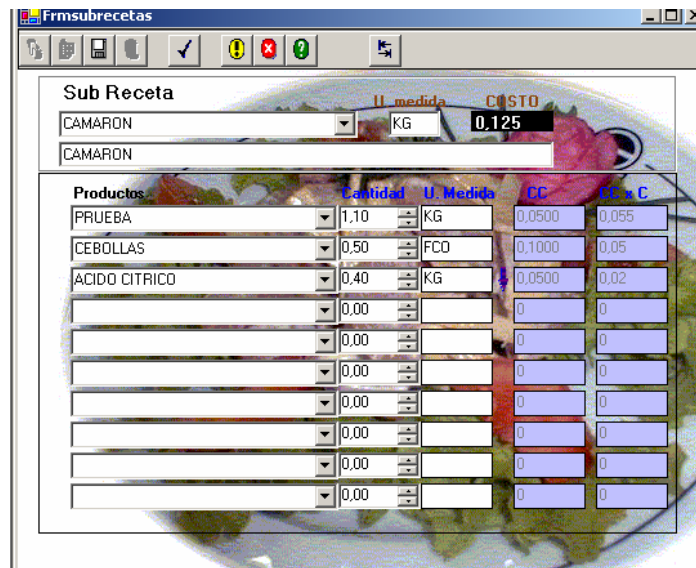 Frmsubrecetas
Sub Receta
U. medida COSTO
CAMARON KG 0,125
CAMARON
Productos Cantidad U. Medida CC CC x C
PRUEBA 1,10 KG 0,0500 0,055
CEBOLLAS 0,50 FCO 0,1000 0,05
ACIDO CITRICO 0,40 KG 0,0500 0,02
0,00 0 0
0,00 0 0
0,00 0 0
0,00 0 0
0,00 0 0
0,00 0 0
0,00 0 0